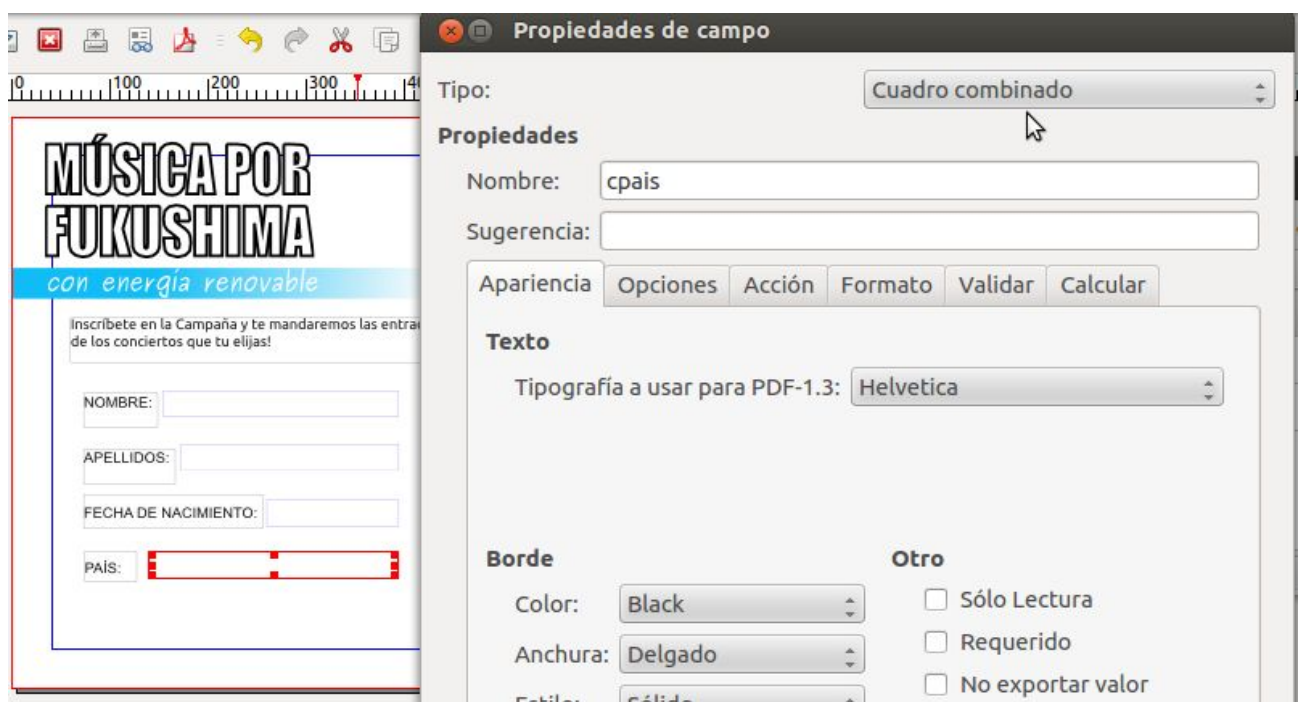 0 100 200 300
MÚSICA POR
FUKUSHIMA
con energía renovable
Inscríbete en la Campaña y te mandaremos las
de los conciertos que tu elijas!
NOMBRE:
APELLIDOS:
FECHA DE NACIMIENTO:
PAÍS:
Propiedades de campo
Tipo: Cuadro combinado
Propiedades
Nombre: cpais
Sugerencia:
Apariencia Opciones Acción Formato Validar Calcular
Texto
Tipografía a usar para PDF-1.3: Helvetica
Borde Otro
Color: Black Sólo Lectura
Requerido
Anchura: Delgado
No exportar valor